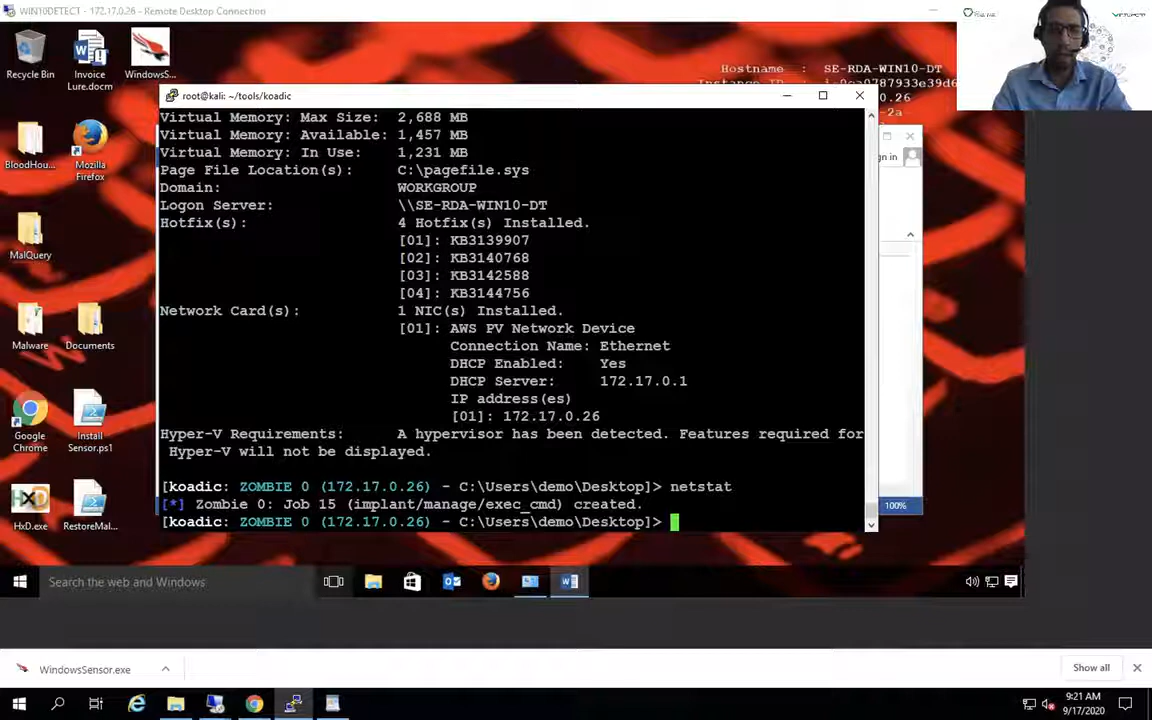 WIN10DETECT - 172.17.0.26 - Remote Desktop Connection
Recycle Bin
Invoice Lure.docm
WindowsS...
Hostname : SE-RDA-WIN10-DT
root@kali: ~/tools/koadic
Virtual Memory: Max Size: 2,688 MB
Virtual Memory: Available: 1,457 MB
Virtual Memory: In Use: 1,231 MB
Page File Location(s): C:\pagefile.sys
Domain: WORKGROUP
Logon Server: \\SE-RDA-WIN10-DT
Hotfix(s): 4 Hotfix(s) Installed.
[01]: KB3139907
[02]: KB3140768
[03]: KB3142588
[04]: KB3144756
Network Card(s): 1 NIC(s) Installed.
[01]: AWS PV Network Device
Connection Name: Ethernet
DHCP Enabled: Yes
DHCP Server: 172.17.0.1
IP address(es)
[01]: 172.17.0.26
Hyper-V Requirements: A hypervisor has been detected. Features required for
Hyper-V will not be displayed.
[koadic: ZOMBIE 0 (172.17.0.26) - C:\Users\demo\Desktop]> netstat
[*] Zombie 0: Job 15 (implant/manage/exec_cmd) created.
[koadic: ZOMBIE 0 (172.17.0.26) - C:\Users\demo\Desktop]>
BloodHou...
Mozilla Firefox
MalQuery
Malware
Documents
Google Chrome
Install Sensor.ps1
HxD.exe
RestoreMal...
100%
Search the web and Windows
WindowsSensor.exe
Show all
9:21 AM
9/17/2020